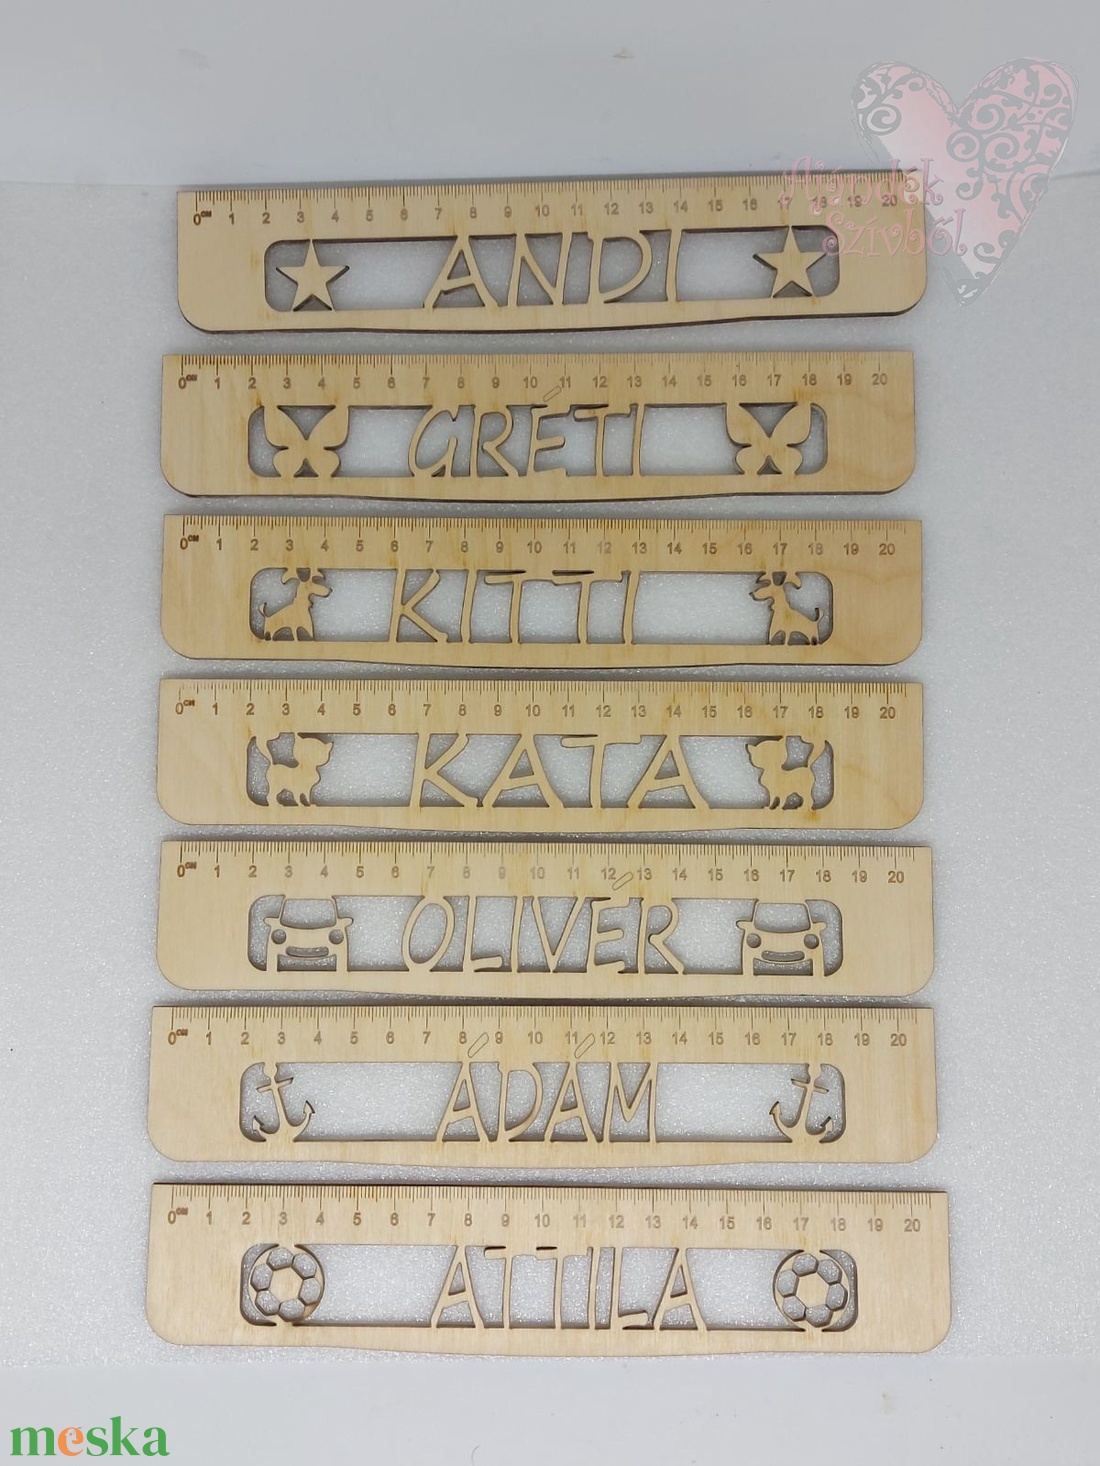 Ajándék
Szívből
0CM 1 2 3 4 5 6 7 8 9 10 11 12 13 14 15 16 17 18 19 20
ANDI
0CM 1 2 3 4 5 6 7 8 9 10 11 12 13 14 15 16 17 18 19 20
GRÉTI
0CM 1 2 3 4 5 6 7 8 9 10 11 12 13 14 15 16 17 18 19 20
KITTI
0CM 1 2 3 4 5 6 7 8 9 10 11 12 13 14 15 16 17 18 19 20
KATA
0CM 1 2 3 4 5 6 7 8 9 10 11 12 13 14 15 16 17 18 19 20
OLIVÉR
0CM 1 2 3 4 5 6 7 8 9 10 11 12 13 14 15 16 17 18 19 20
ÁDÁM
0CM 1 2 3 4 5 6 7 8 9 10 11 12 13 14 15 16 17 18 19 20
ATTILA
meska